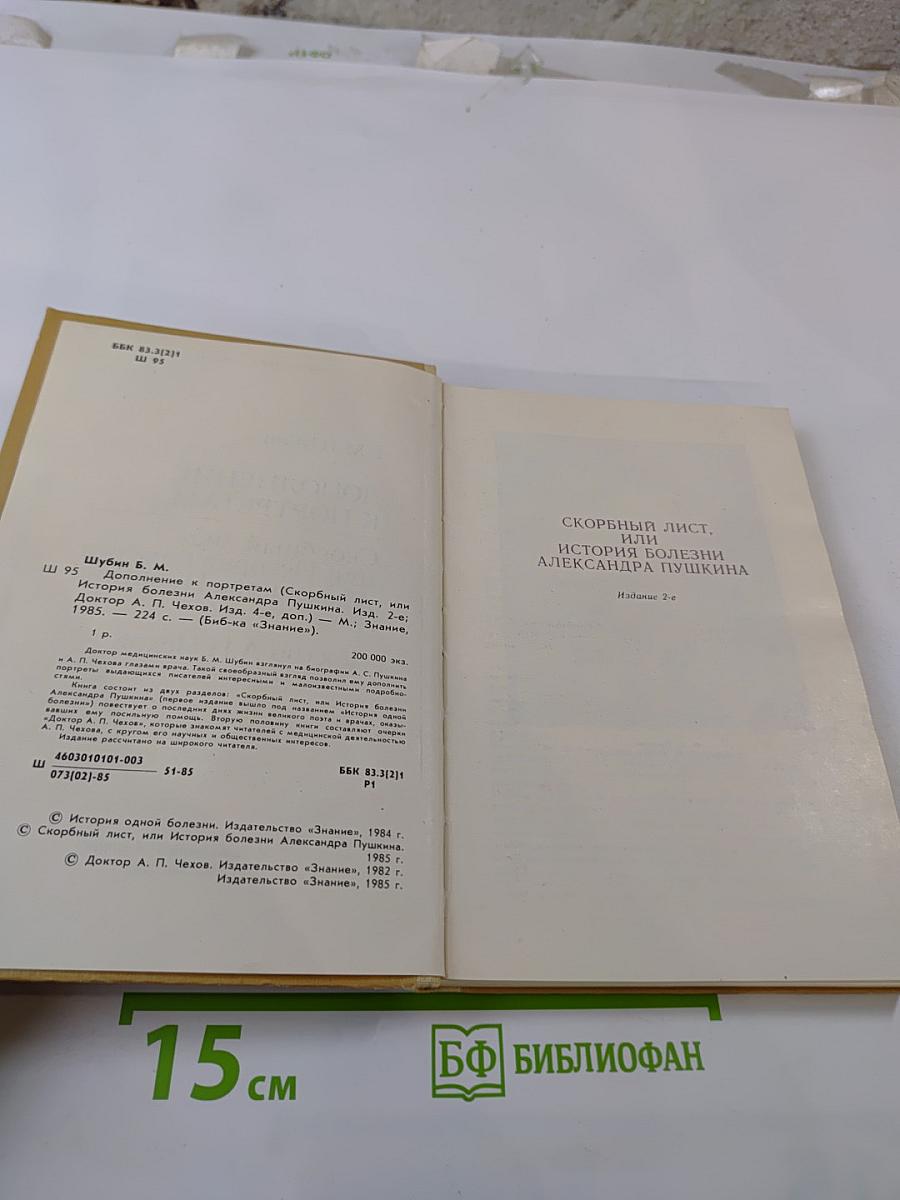 ББК 83.3(2)1
Ш 95
Шубин Б. М.
Ш 95 Дополнение к портретам (Скорбный лист, или
История болезни Александра Пушкина. Изд. 2-е;
Доктор А. П. Чехов. Изд. 4-е, доп.) — М.; Знание,
1985. — 224 с. — (Биб-ка «Знание»).
1 р.
200 000 экз.
Доктор медицинских наук Б. М. Шубин взглянул на биографии А. С. Пушкина
и А. П. Чехова глазами врача. Такой своеобразный взгляд позволил ему дополнить
портреты выдающихся писателей интересными и малоизвестными подробно-
стями.
Книга состоит из двух разделов: «Скорбный лист, или История болезни
Александра Пушкина» (первое издание вышло под названием «История одной
болезни») повествует о последних днях жизни великого поэта и врачах, оказы-
вавших ему посильную помощь. Вторую половину книги составляют очерки
«Доктор А. П. Чехов», которые знакомят читателей с медицинской деятельностью
А. П. Чехова, с кругом его научных и общественных интересов.
Издание рассчитано на широкого читателя.
Ш 4603010101-003
073(02)-85
51-85
ББК 83.3(2)1
Р1
© История одной болезни. Издательство «Знание», 1984 г.
© Скорбный лист, или История болезни Александра Пушкина.
1985 г.
© Доктор А. П. Чехов. Издательство «Знание», 1982 г.
Издательство «Знание», 1985 г.
СКОРБНЫЙ ЛИСТ,
ИЛИ
ИСТОРИЯ БОЛЕЗНИ
АЛЕКСАНДРА ПУШКИНА
Издание 2-е
15 см
БФ БИБЛИОФАН